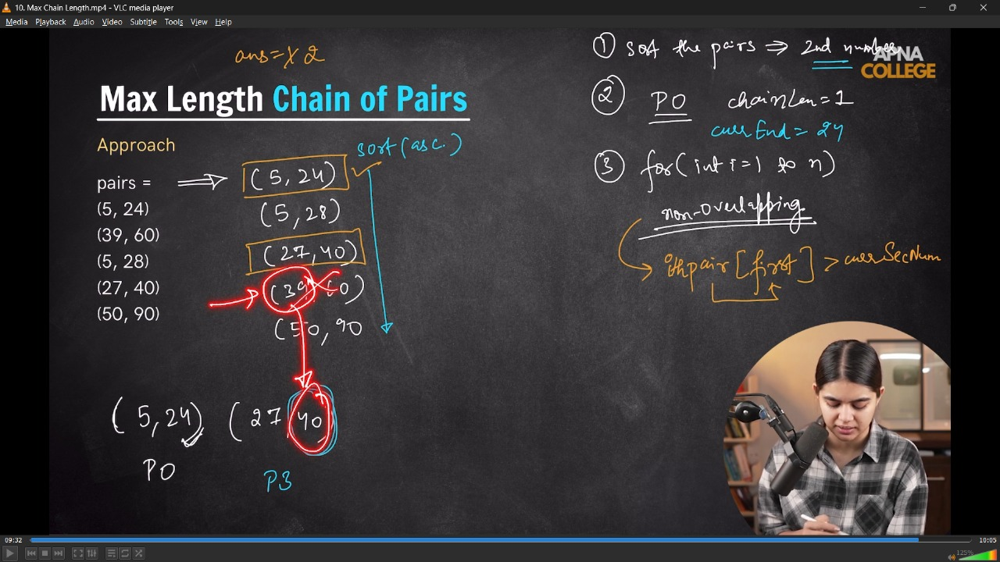 10. Max Chain Length.mp4 - VLC media player
Media Playback Audio Video Subtitle Tools View Help
ans = 1 2
Max Length Chain of Pairs
Approach
sort (asc.)
pairs =
(5, 24)
(39, 60)
(5, 28)
(27, 40)
(50, 90)
(5, 24)
(5, 28)
(27, 40)
(39, 60)
(50, 90
(5, 24) (27 40
P0 P3
① sort the pairs ⇒ 2nd number
APNA
COLLEGE
② P0 chainLen = 1
currEnd = 24
③ for(int i=1 to n)
non-overlapping
ithpair [first] > currSecNum
09:32
10:05
125%